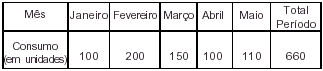 Mês Janeiro Fevereiro Março Abril Maio Total Período
Consumo (em unidades) 100 200 150 100 110 660